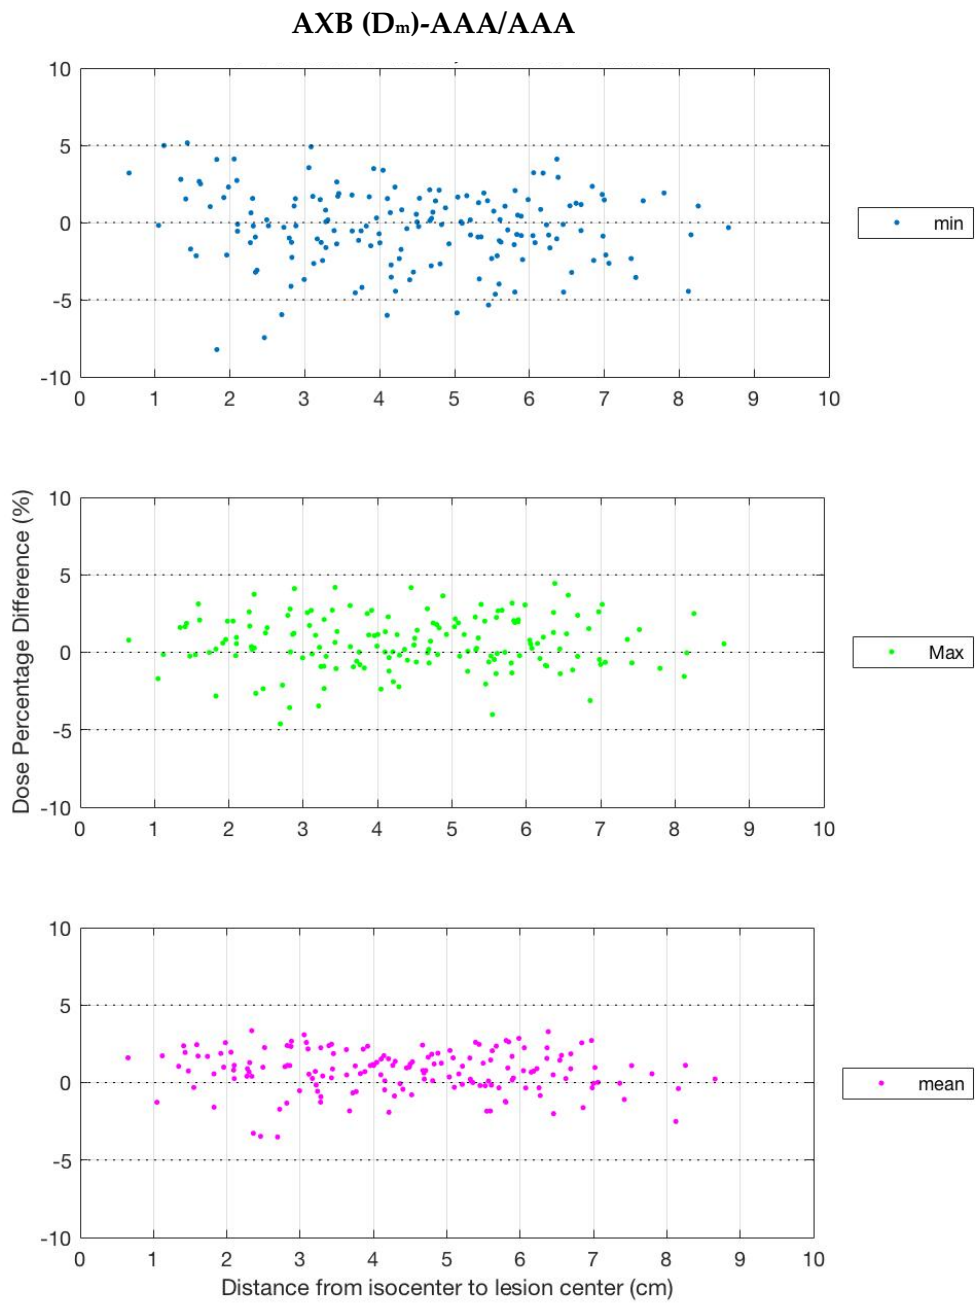 AXB (Dm)-AAA/AAA
10
5
0
-5
-10
0 1 2 3 4 5 6 7 8 9 10
min
Dose Percentage Difference (%)
10
5
0
-5
-10
0 1 2 3 4 5 6 7 8 9 10
Max
10
5
0
-5
-10
0 1 2 3 4 5 6 7 8 9 10
mean
Distance from isocenter to lesion center (cm)